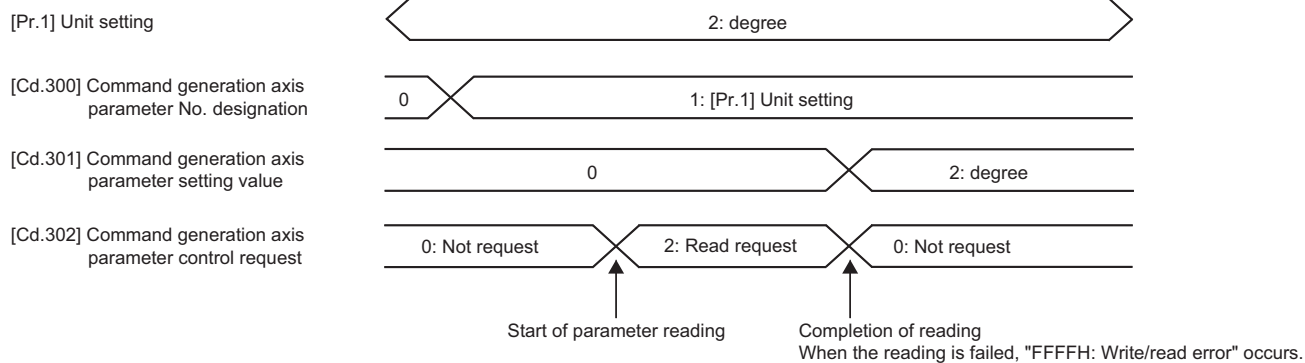 [Pr.1] Unit setting
2: degree
[Cd.300] Command generation axis
parameter No. designation
0
1: [Pr.1] Unit setting
[Cd.301] Command generation axis
parameter setting value
0
2: degree
[Cd.302] Command generation axis
parameter control request
0: Not request
2: Read request
0: Not request
Start of parameter reading
Completion of reading
When the reading is failed, "FFFFH: Write/read error" occurs.